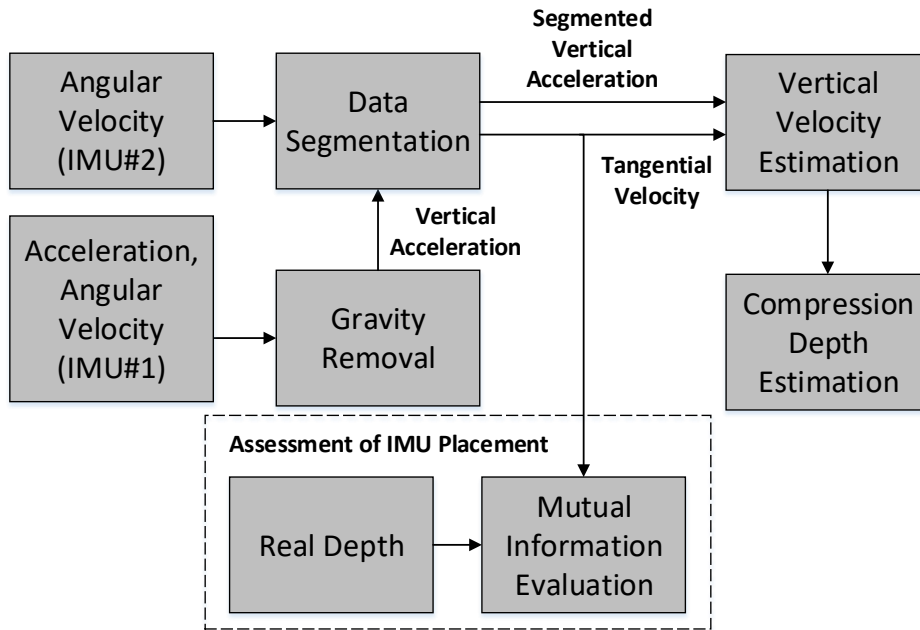 Angular
Velocity
(IMU#2)
Data
Segmentation
Segmented
Vertical
Acceleration
Tangential
Velocity
Vertical
Velocity
Estimation
Acceleration,
Angular
Velocity
(IMU#1)
Gravity
Removal
Vertical
Acceleration
Compression
Depth
Estimation
Assessment of IMU Placement
Real Depth
Mutual
Information
Evaluation